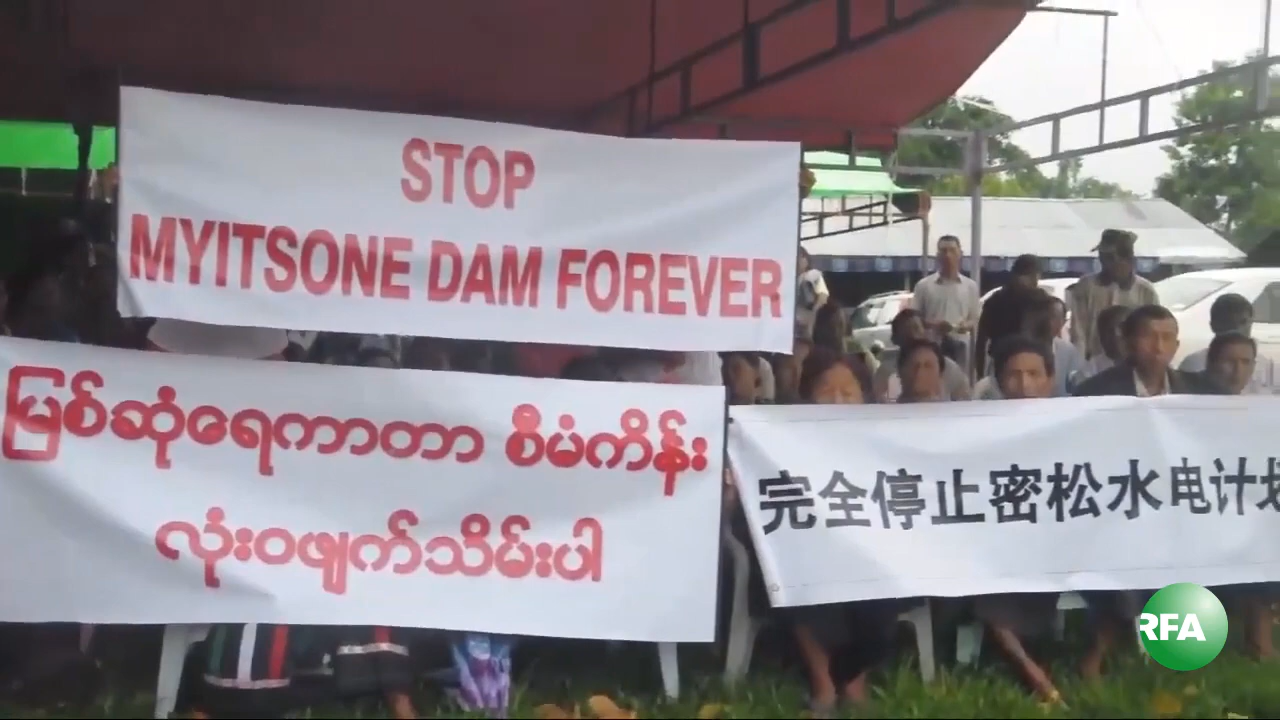 STOP
MYITSONE DAM FOREVER
မြစ်ဆုံရေကာတာ စီမံကိန်း
လုံးဝဖျက်သိမ်းပါ
完全停止密松水电计划
RFA